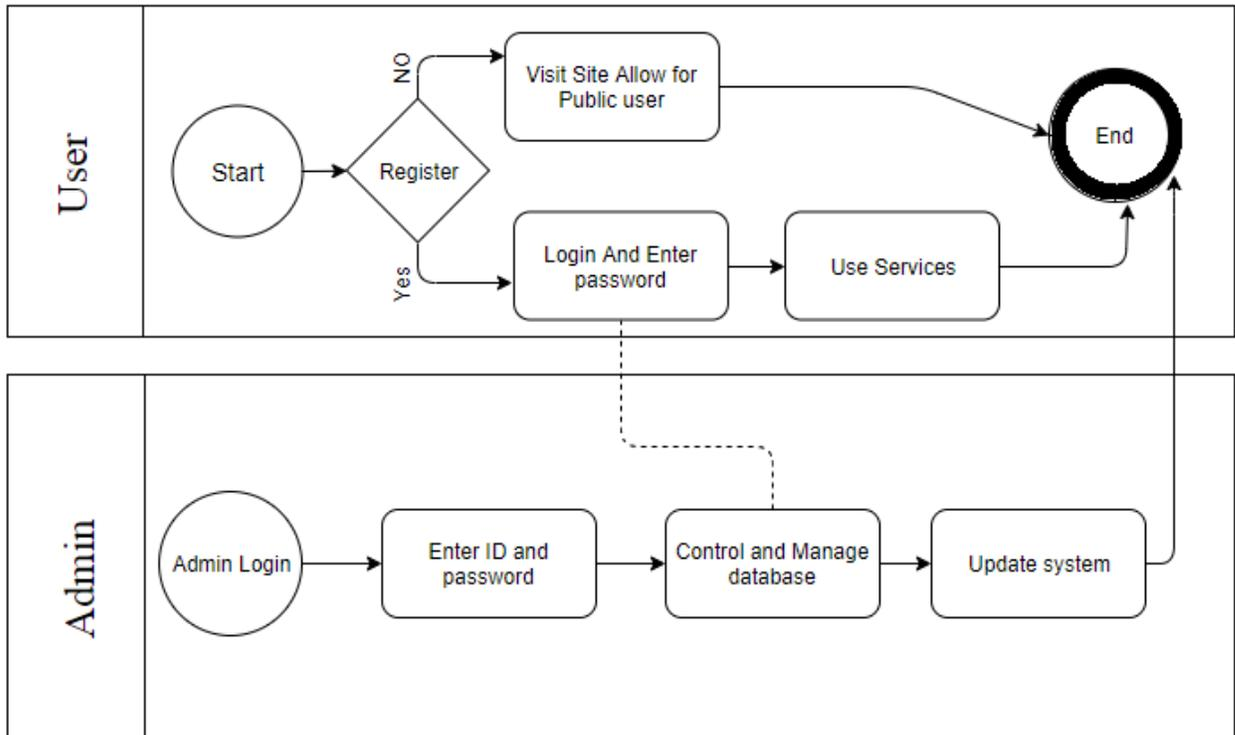 User
Start
Register
NO
Yes
Visit Site Allow for
Public user
Login And Enter
password
Use Services
End
Admin
Admin Login
Enter ID and
password
Control and Manage
database
Update system